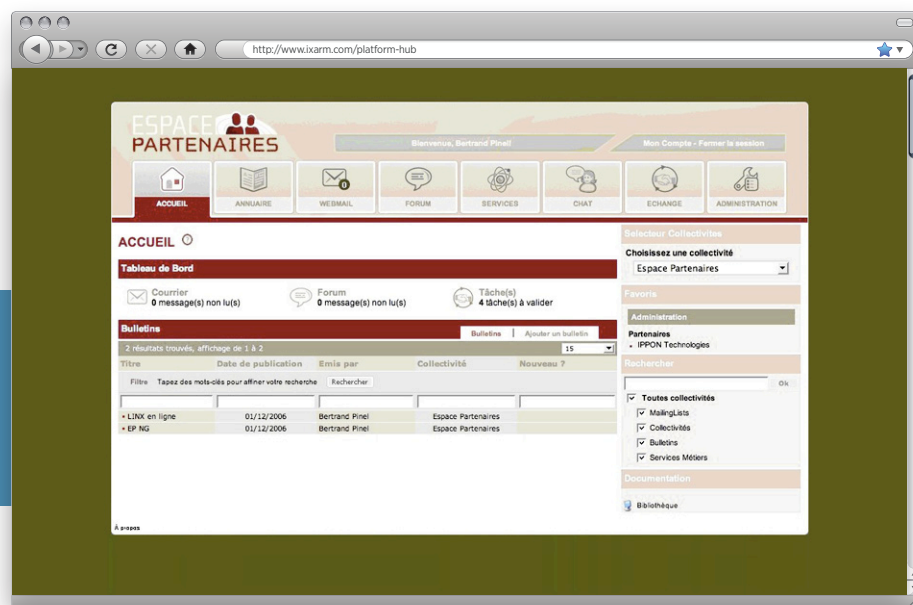 http://www.ixarm.com/platform-hub
ESPACE
PARTENAIRES
Bienvenue, Bertrand Pinel!
Mon Compte - Fermer la session
ACCUEIL
ANNUAIRE
WEBMAIL
FORUM
SERVICES
CHAT
ECHANGE
ADMINISTRATION
ACCUEIL
Tableau de Bord
Courrier
0 message(s) non lu(s)
Forum
0 message(s) non lu(s)
Tâche(s)
4 tâche(s) à valider
Bulletins
Bulletins | Ajouter un bulletin
2 résultats trouvés, affichage de 1 à 2
15
Titre Date de publication Emis par Collectivité Nouveau ?
Filtre Tapez des mots-clés pour affiner votre recherche Rechercher
LINX en ligne 01/12/2006 Bertrand Pinel Espace Partenaires
EP NG 01/12/2006 Bertrand Pinel Espace Partenaires
À propos
Selecteur Collectivites
Choisissez une collectivité
Espace Partenaires
Favoris
Administration
Partenaires
IPPON Technologies
Rechercher
Ok
Toutes collectivités
MailingLists
Collectivités
Bulletins
Services Métiers
Documentation
Bibliothèque